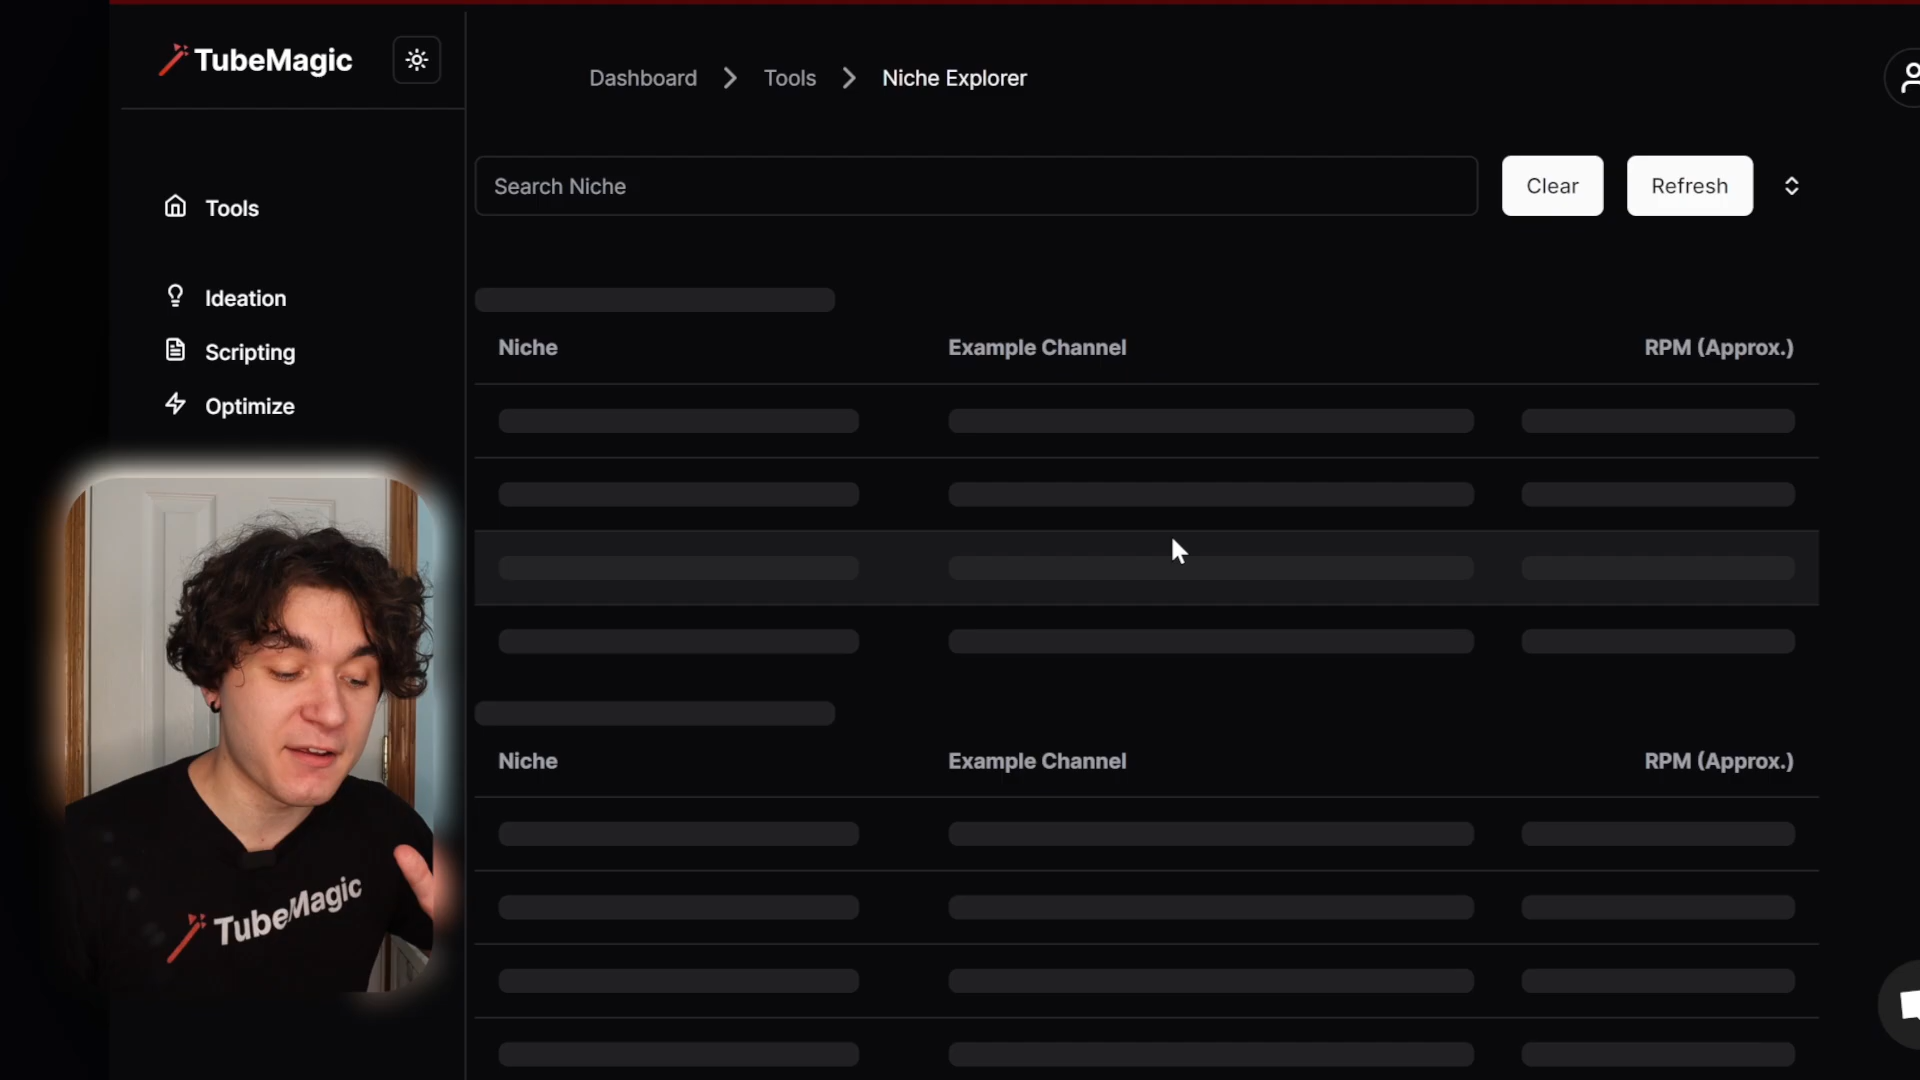 TubeMagic
Dashboard > Tools > Niche Explorer
Search Niche
Clear
Refresh
Tools
Ideation
Scripting
Optimize
Niche
Example Channel
RPM (Approx.)
Niche
Example Channel
RPM (Approx.)
TubeMagic